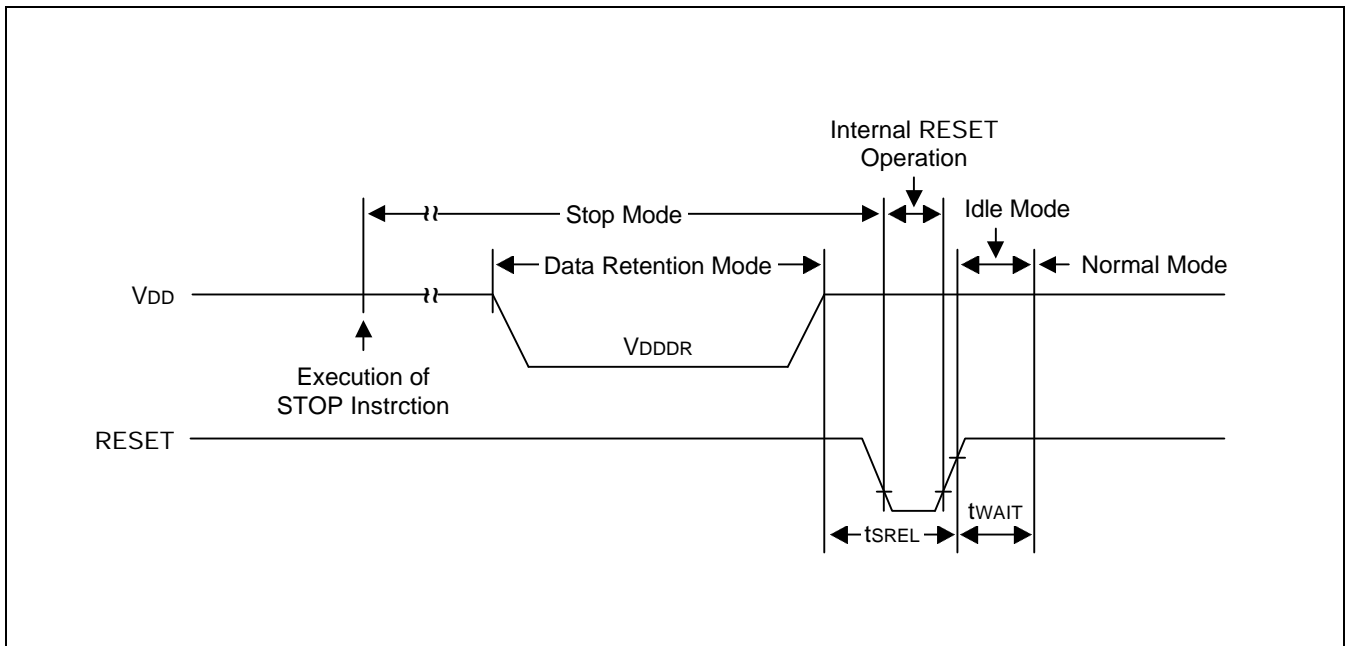 Internal RESET
Operation
Stop Mode
Idle Mode
Data Retention Mode
Normal Mode
VDD
VDDDR
Execution of
STOP Instrction
RESET
tSREL
tWAIT